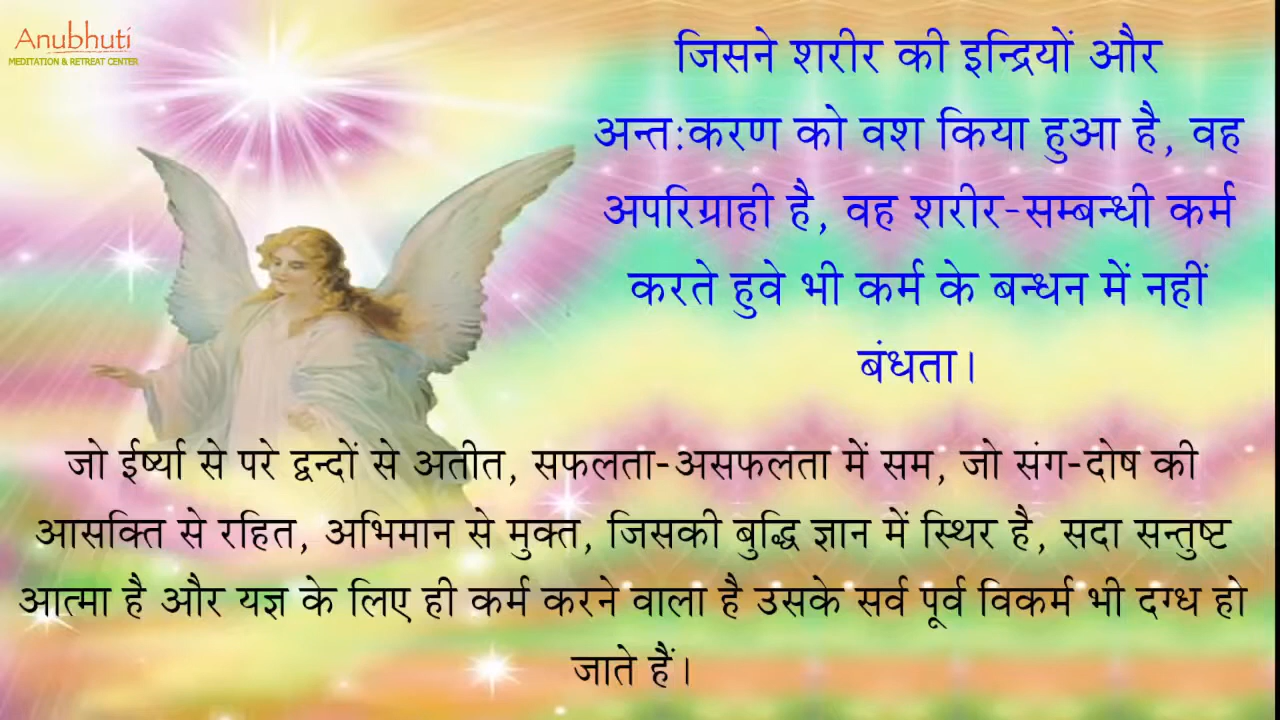 Anubhuti
MEDITATION & RETREAT CENTER
जिसने शरीर की इन्द्रियों और
अन्त:करण को वश किया हुआ है, वह
अपरिग्राही है, वह शरीर-सम्बन्धी कर्म
करते हुवे भी कर्म के बन्धन में नहीं
बंधता।
जो ईर्ष्या से परे द्वन्दों से अतीत, सफलता-असफलता में सम, जो संग-दोष की
आसक्ति से रहित, अभिमान से मुक्त, जिसकी बुद्धि ज्ञान में स्थिर है, सदा सन्तुष्ट
आत्मा है और यज्ञ के लिए ही कर्म करने वाला है उसके सर्व पूर्व विकर्म भी दग्ध हो
जाते हैं।